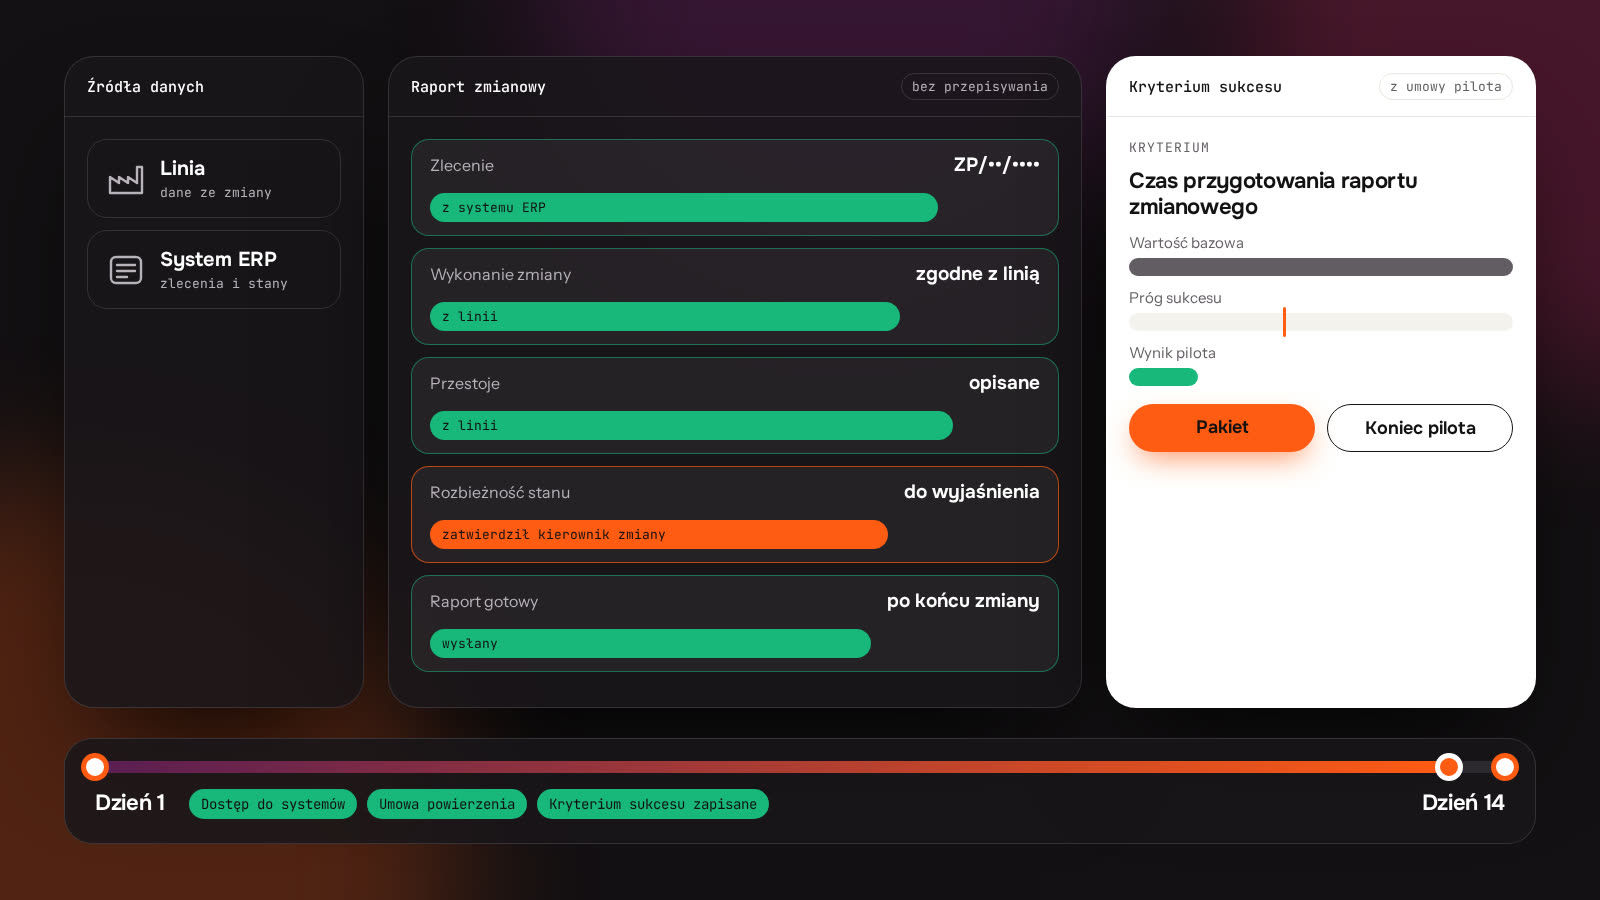 Źródła danych
Linia
dane ze zmiany
System ERP
zlecenia i stany
Raport zmianowy
bez przepisywania
Zlecenie
ZP/••/••••
z systemu ERP
Wykonanie zmiany
zgodne z linią
z linii
Przestoje
opisane
z linii
Rozbieżność stanu
do wyjaśnienia
zatwierdził kierownik zmiany
Raport gotowy
po końcu zmiany
wysłany
Kryterium sukcesu
z umowy pilota
KRYTERIUM
Czas przygotowania raportu
zmianowego
Wartość bazowa
Próg sukcesu
Wynik pilota
Pakiet
Koniec pilota
Dzień 1
Dostęp do systemów
Umowa powierzenia
Kryterium sukcesu zapisane
Dzień 14